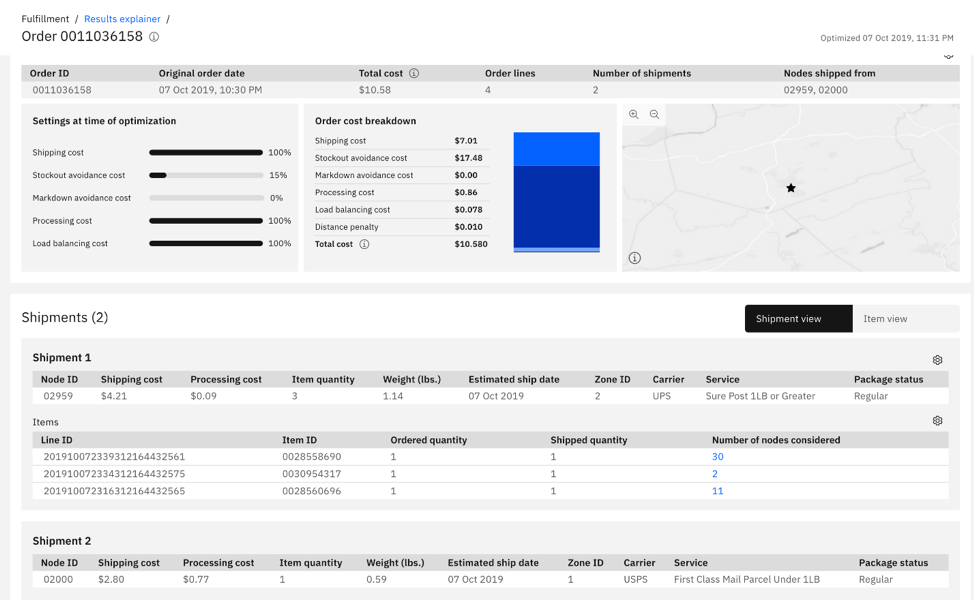 Fulfillment / Results explainer /
Order 0011036158
Optimized 07 Oct 2019, 11:31 PM
Order ID Original order date Total cost Order lines Number of shipments Nodes shipped from
0011036158 07 Oct 2019, 10:30 PM $10.58 4 2 02959, 02000
Settings at time of optimization
Shipping cost 100%
Stockout avoidance cost 15%
Markdown avoidance cost 0%
Processing cost 100%
Load balancing cost 100%
Order cost breakdown
Shipping cost $7.01
Stockout avoidance cost $17.48
Markdown avoidance cost $0.00
Processing cost $0.86
Load balancing cost $0.078
Distance penalty $0.010
Total cost $10.580
Shipments (2)
Shipment view Item view
Shipment 1
Node ID Shipping cost Processing cost Item quantity Weight (lbs.) Estimated ship date Zone ID Carrier Service Package status
02959 $4.21 $0.09 3 1.14 07 Oct 2019 2 UPS Sure Post 1LB or Greater Regular
Items
Line ID Item ID Ordered quantity Shipped quantity Number of nodes considered
201910072339312164432561 0028558690 1 1 30
201910072334312164432575 0030954317 1 1 2
201910072316312164432565 0028560696 1 1 11
Shipment 2
Node ID Shipping cost Processing cost Item quantity Weight (lbs.) Estimated ship date Zone ID Carrier Service Package status
02000 $2.80 $0.77 1 0.59 07 Oct 2019 1 USPS First Class Mail Parcel Under 1LB Regular